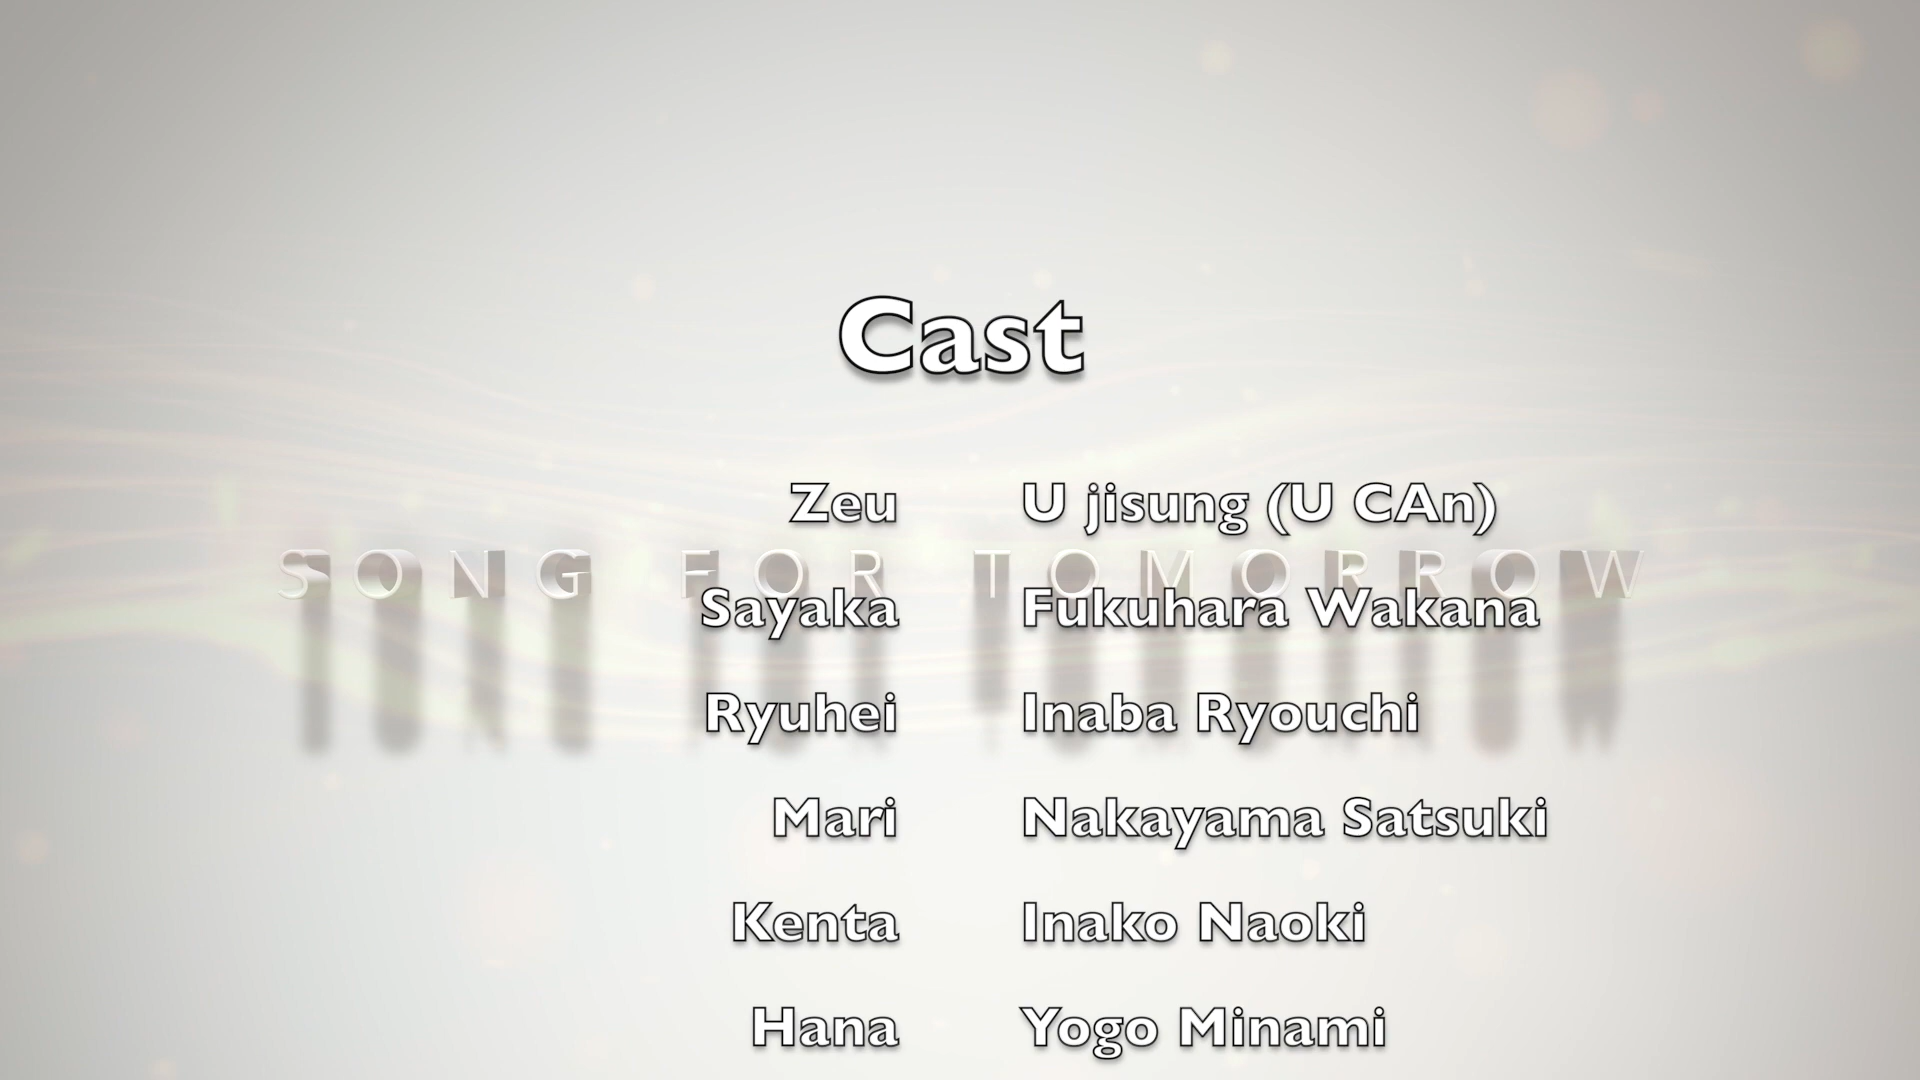 Cast
Zeu U jisung (U CAn)
SONG FOR TOMORROW
Sayaka Fukuhara Wakana
Ryuhei Inaba Ryouchi
Mari Nakayama Satsuki
Kenta Inako Naoki
Hana Yogo Minami